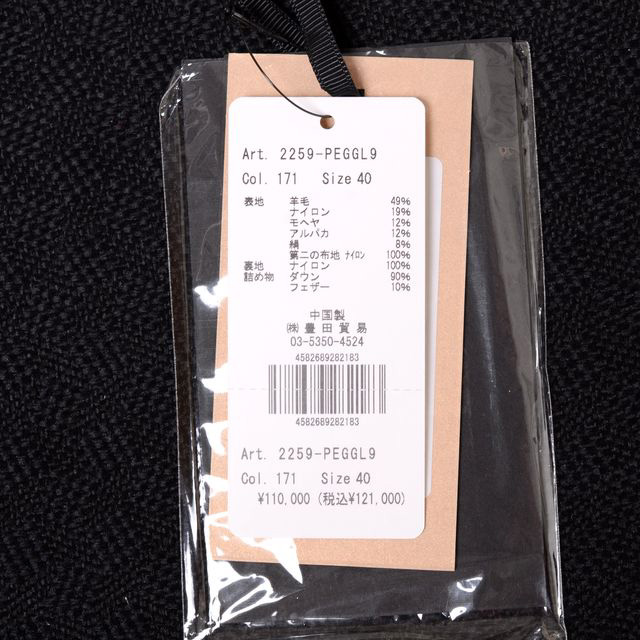 Art. 2259-PEGGL9
Col. 171 Size 40
表地 羊毛 49%
ナイロン 19%
モヘヤ 12%
アルパカ 12%
絹 8%
第二の布地 ナイロン 100%
裏地 ナイロン 100%
詰め物 ダウン 90%
フェザー 10%
中国製
㈱豊田貿易
03-5350-4524
4582689282183
4582689282183
Art. 2259-PEGGL9
Col. 171 Size 40
¥110,000 (税込¥121,000)